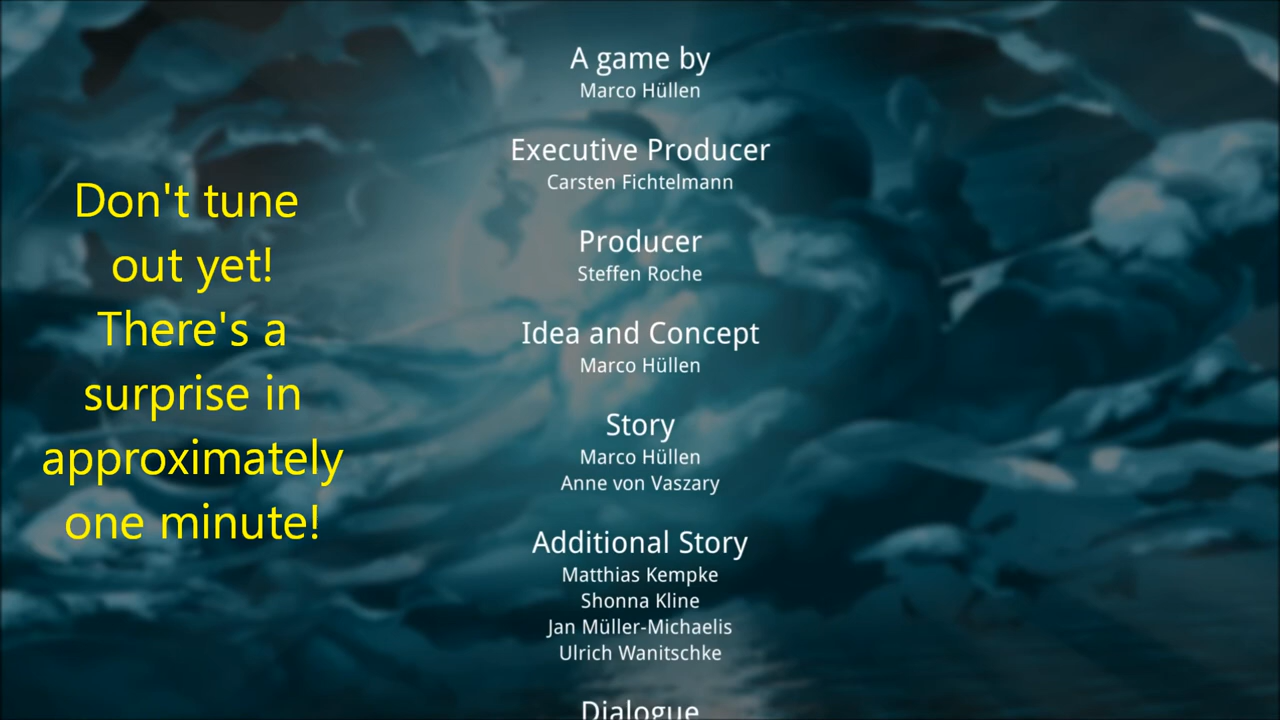 Don't tune
out yet!
There's a
surprise in
approximately
one minute!
A game by
Marco Hüllen
Executive Producer
Carsten Fichtelmann
Producer
Steffen Roche
Idea and Concept
Marco Hüllen
Story
Marco Hüllen
Anne von Vaszary
Additional Story
Matthias Kempke
Shonna Kline
Jan Müller-Michaelis
Ulrich Wanitschke
Dialogue